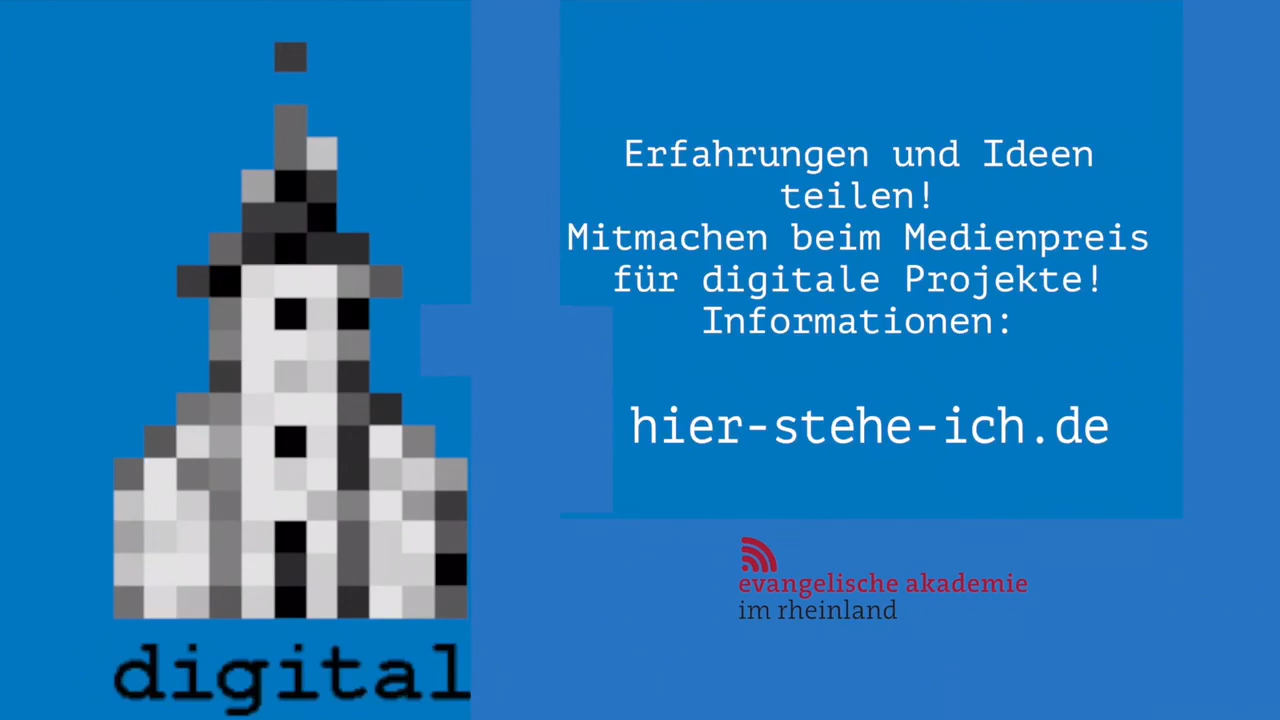 Erfahrungen und Ideen
teilen!
Mitmachen beim Medienpreis
für digitale Projekte!
Informationen:
hier-stehe-ich.de
evangelische akademie
im rheinland
digital